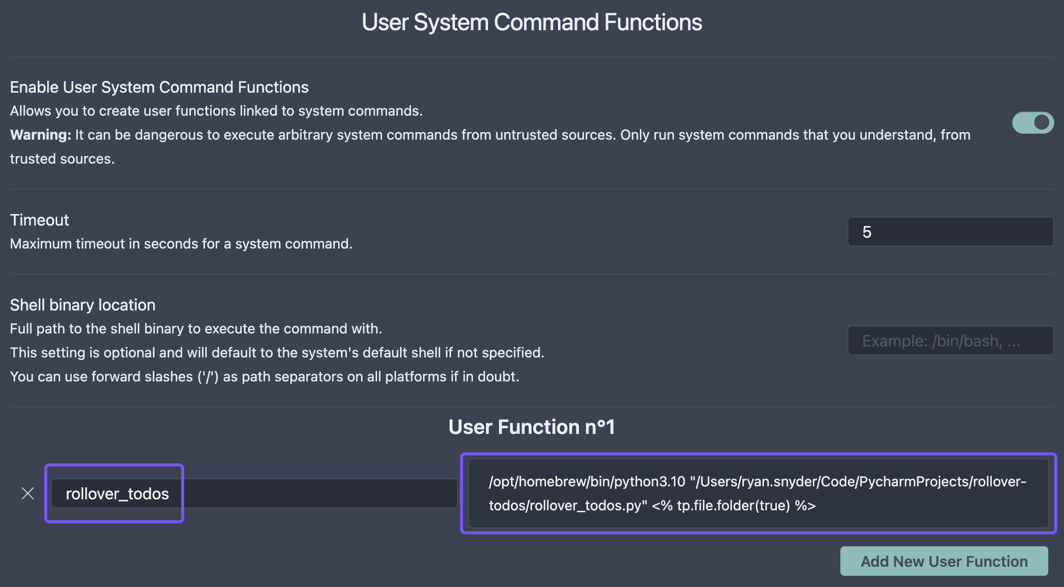 User System Command Functions
Enable User System Command Functions
Allows you to create user functions linked to system commands.
Warning: It can be dangerous to execute arbitrary system commands from untrusted sources. Only run system commands that you understand, from
trusted sources.
Timeout
Maximum timeout in seconds for a system command.
5
Shell binary location
Full path to the shell binary to execute the command with.
This setting is optional and will default to the system's default shell if not specified.
You can use forward slashes ('/') as path separators on all platforms if in doubt.
Example: /bin/bash, ...
User Function n°1
rollover_todos
/opt/homebrew/bin/python3.10 "/Users/ryan.snyder/Code/PycharmProjects/rollover-
todos/rollover_todos.py" <% tp.file.folder(true) %>
Add New User Function